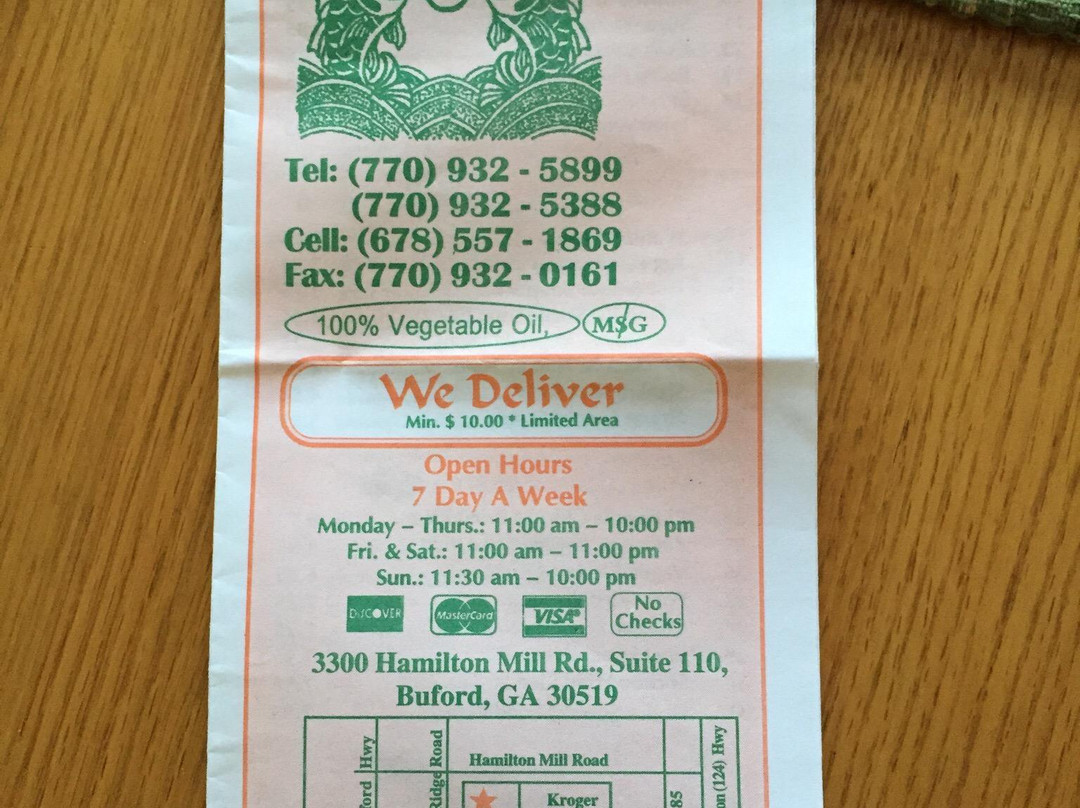 Tel: (770) 932 - 5899
(770) 932 - 5388
Cell: (678) 557 - 1869
Fax: (770) 932 - 0161
100% Vegetable Oil, MSG
We Deliver
Min. $ 10.00 * Limited Area
Open Hours
7 Day A Week
Monday – Thurs.: 11:00 am – 10:00 pm
Fri. & Sat.: 11:00 am – 11:00 pm
Sun.: 11:30 am – 10:00 pm
DISCOVER MasterCard VISA No Checks
3300 Hamilton Mill Rd., Suite 110,
Buford, GA 30519
Hwy
Ridge Road
Hamilton Mill Road
Kroger
85
(124) Hwy